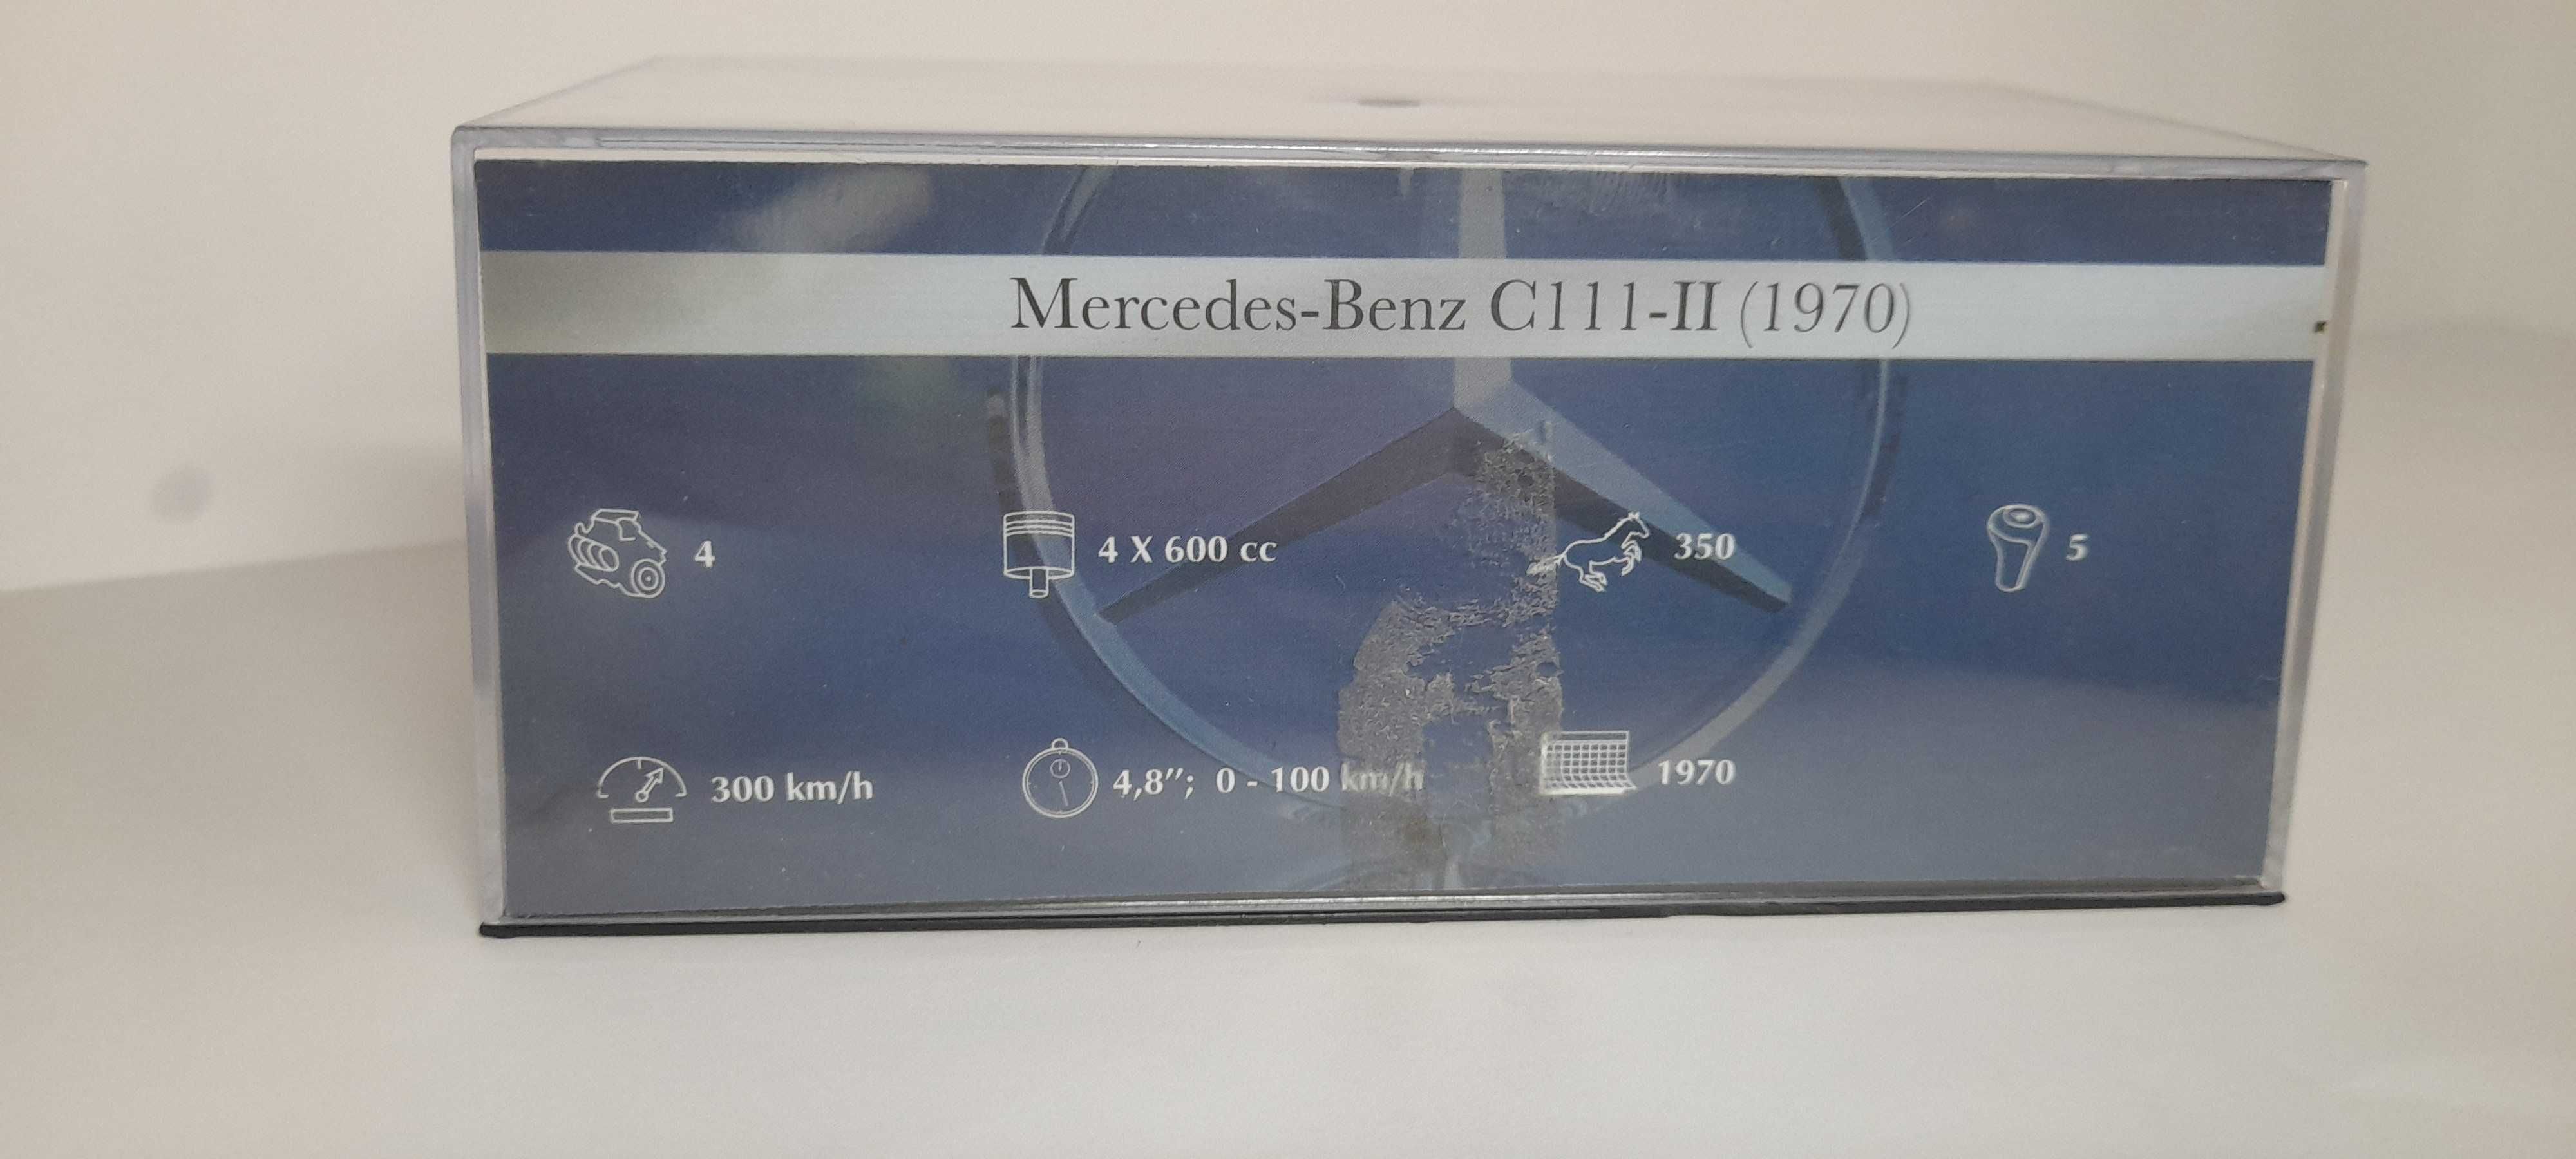 Mercedes-Benz C111-II (1970)
4 4 X 600 cc 350 5
300 km/h 4,8″; 0 - 100 km/h 1970